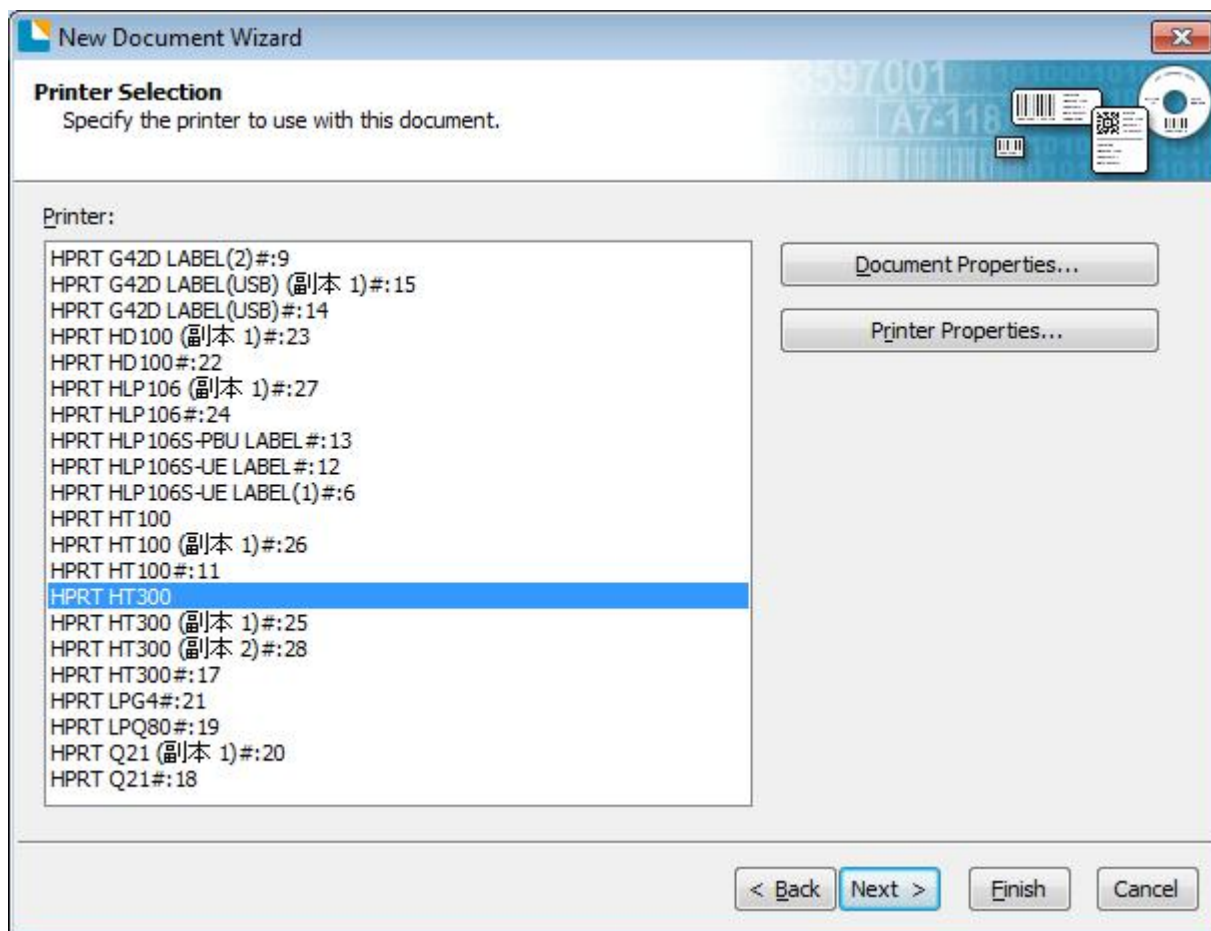 New Document Wizard
Printer Selection
Specify the printer to use with this document.
3597001
A7-118
Printer:
HPRT G42D LABEL(2)#:9
HPRT G42D LABEL(USB) (副本 1)#:15
HPRT G42D LABEL(USB)#:14
HPRT HD100 (副本 1)#:23
HPRT HD100#:22
HPRT HLP106 (副本 1)#:27
HPRT HLP106#:24
HPRT HLP106S-PBU LABEL#:13
HPRT HLP106S-UE LABEL#:12
HPRT HLP106S-UE LABEL(1)#:6
HPRT HT100
HPRT HT100 (副本 1)#:26
HPRT HT100#:11
HPRT HT300
HPRT HT300 (副本 1)#:25
HPRT HT300 (副本 2)#:28
HPRT HT300#:17
HPRT LPG4#:21
HPRT LPQ80#:19
HPRT Q21 (副本 1)#:20
HPRT Q21#:18
Document Properties...
Printer Properties...
< Back Next > Finish Cancel